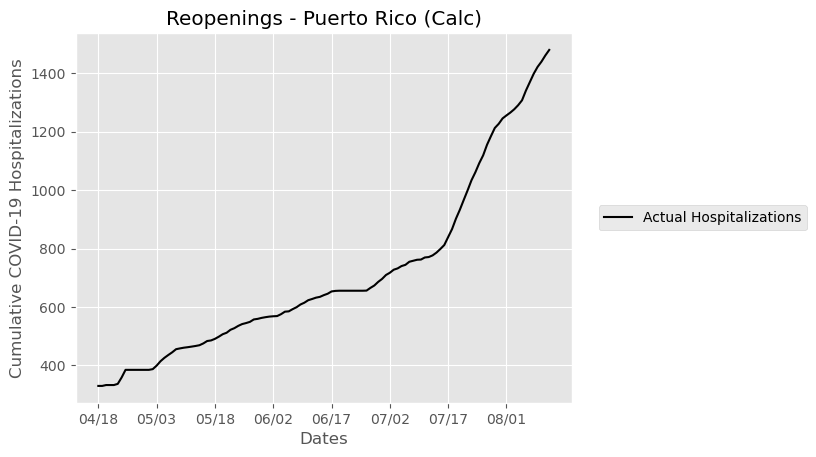 Reopenings - Puerto Rico (Calc)
Cumulative COVID-19 Hospitalizations
1400
1200
1000
800
600
400
04/18 05/03 05/18 06/02 06/17 07/02 07/17 08/01
Dates
Actual Hospitalizations